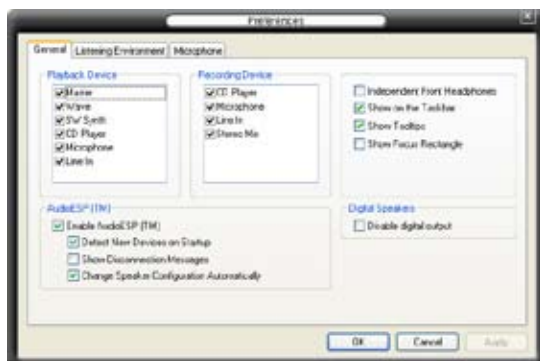 Preferences
General
Listening Environment
Microphone
Playback Device
Master
Wave
SW Synth
CD Player
Microphone
Line In
Recording Device
CD Player
Microphone
Line In
Stereo Mix
Independent Front Headphones
Show on the Taskbar
Show Tooltips
Show Focus Rectangle
AudioESP (TM)
Enable AudioESP (TM)
Detect New Devices on Startup
Show Disconnection Messages
Change Speaker Configuration Automatically
Digital Speakers
Disable digital output
OK
Cancel
Apply